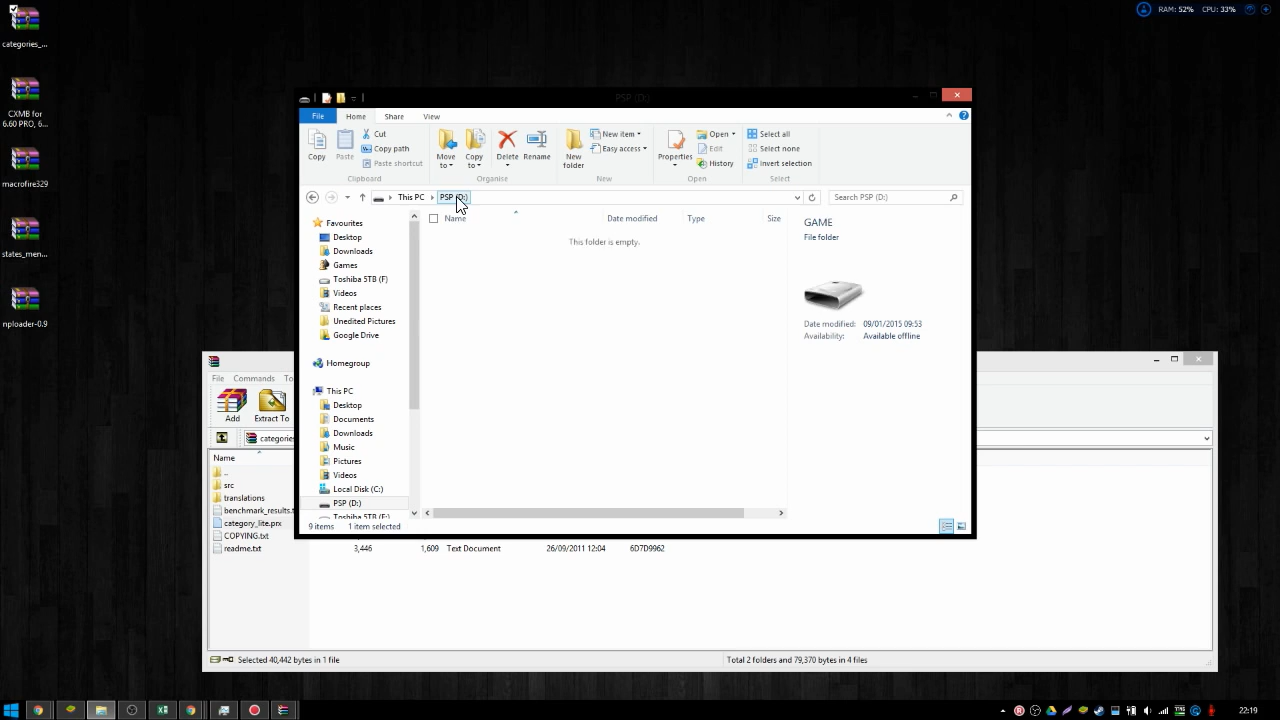 RAM: 52% CPU: 33%
categories_...
CXMB for
6.60 PRO, 6...
macrofire329
states_men...
nploader-0.9
PSP (D:)
File Home Share View
Copy
Paste
Cut
Copy path
Paste shortcut
Clipboard
Move
to
Copy
to
Delete
Rename
Organise
New
folder
New item
Easy access
New
Properties
Open
Edit
History
Open
Select all
Select none
Invert selection
Select
This PC PSP (D:)
Search PSP (D:)
Favourites
Desktop
Downloads
Games
Toshiba 5TB (F)
Videos
Recent places
Unedited Pictures
Google Drive
Homegroup
This PC
Desktop
Documents
Downloads
Music
Pictures
Videos
Local Disk (C:)
PSP (D:)
Name Date modified Type Size
This folder is empty.
GAME
File folder
Date modified: 09/01/2015 09:53
Availability: Available offline
9 items 1 item selected
File Commands To
Add Extract To
categorie
Name
..
src
translations
benchmark_results.t
category_lite.prx
COPYING.txt
readme.txt 3,446 1,609 Text Document 26/09/2011 12:04 6D7D9962
Selected 40,442 bytes in 1 file
Total 2 folders and 79,370 bytes in 4 files
22:19